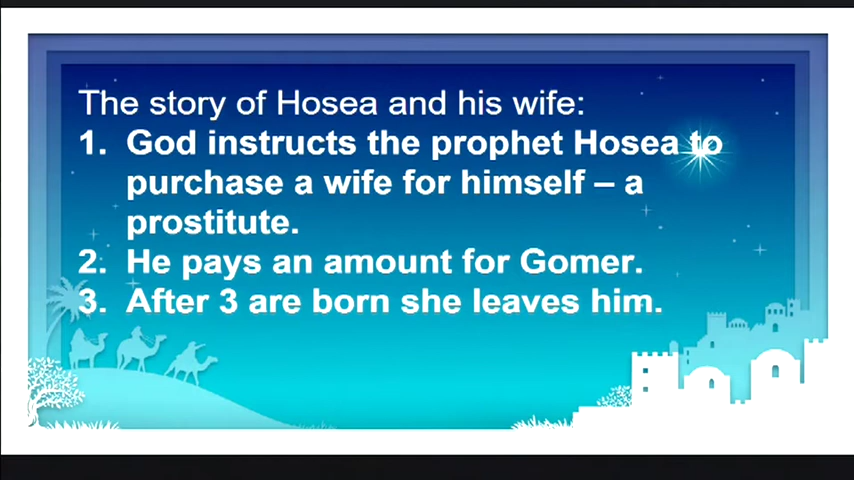 The story of Hosea and his wife:
1. God instructs the prophet Hosea to
purchase a wife for himself – a
prostitute.
2. He pays an amount for Gomer.
3. After 3 are born she leaves him.